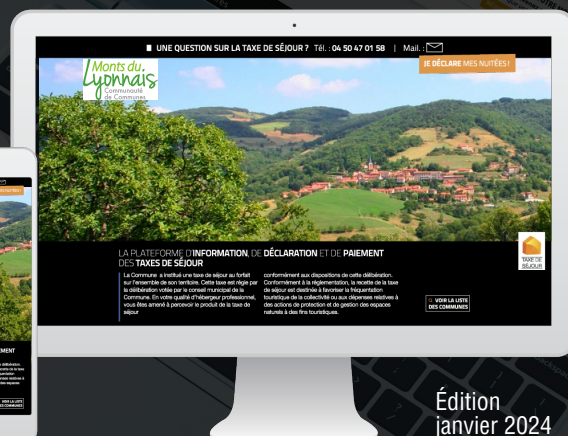 UNE QUESTION SUR LA TAXE DE SÉJOUR ? Tél. : 04 50 47 01 58 | Mail. :
JE DÉCLARE MES NUITÉES !
Monts du
Lyonnais
Communauté
de Communes
LA PLATEFORME D'INFORMATION, DE DÉCLARATION ET DE PAIEMENT
DES TAXES DE SÉJOUR
La Commune a institué une taxe de séjour au forfait
sur l'ensemble de son territoire. Cette taxe est régie par
la délibération votée par le conseil municipal de la
Commune. En votre qualité d'hébergeur professionnel,
vous êtes amené à percevoir le produit de la taxe de
séjour
conformément aux dispositions de cette délibération.
Conformément à la réglementation, la recette de la taxe
de séjour est destinée à favoriser la fréquentation
touristique de la collectivité ou aux dépenses relatives à
des actions de protection et de gestion des espaces
naturels à des fins touristiques.
TAXE DE
SÉJOUR
VOIR LA LISTE
DES COMMUNES
Édition
janvier 2024